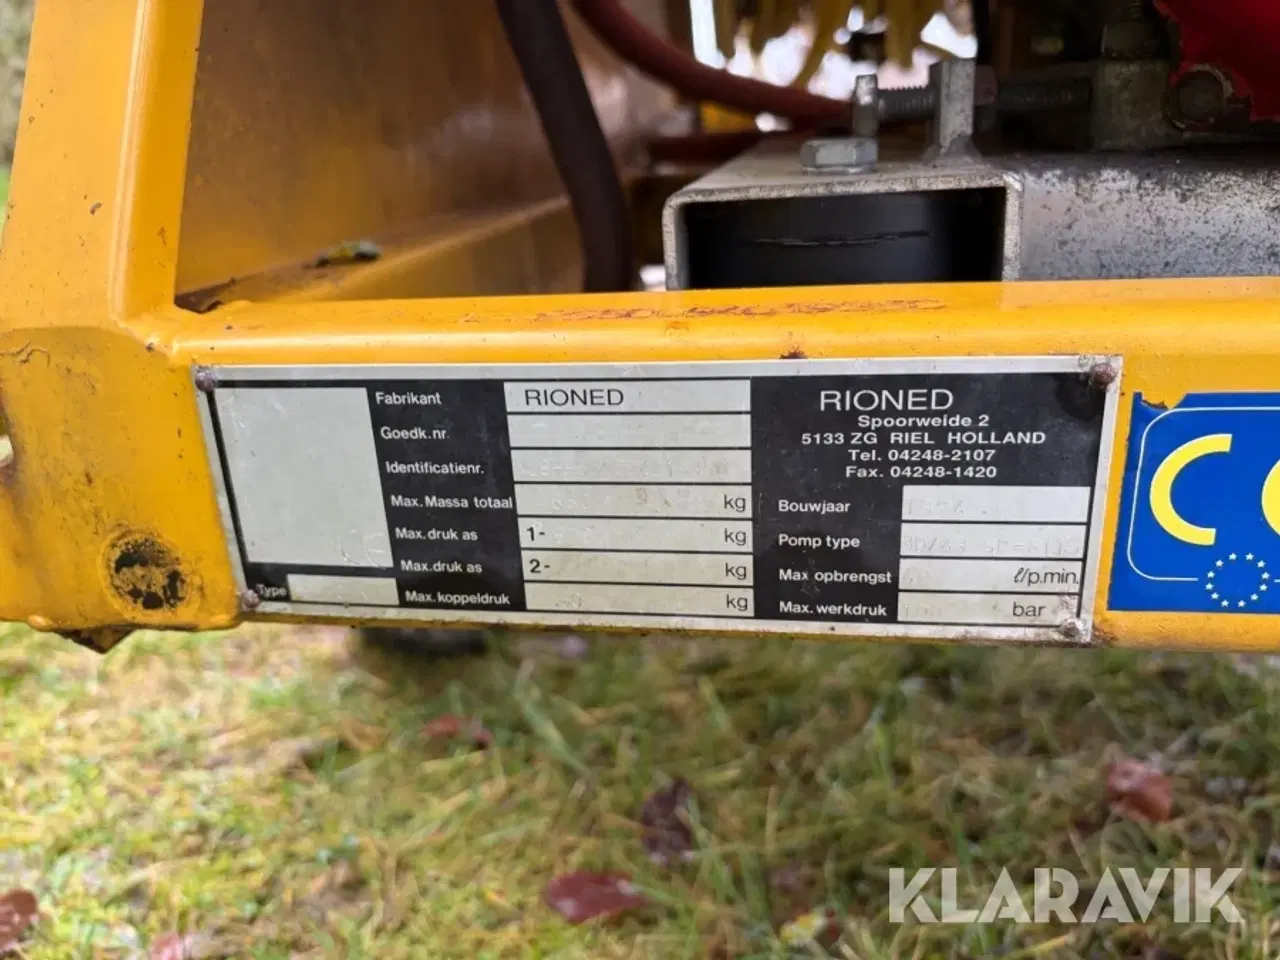 Fabrikant RIONED
Goedk.nr.
Identificatienr.
Max. Massa totaal kg
Max. druk as 1- kg
Max. druk as 2- kg
Type
Max. koppeldruk kg
RIONED
Spoorweide 2
5133 ZG RIEL HOLLAND
Tel. 04248-2107
Fax. 04248-1420
Bouwjaar
Pomp type
Max opbrengst l/p.min.
Max. werkdruk bar
KLARAVIK